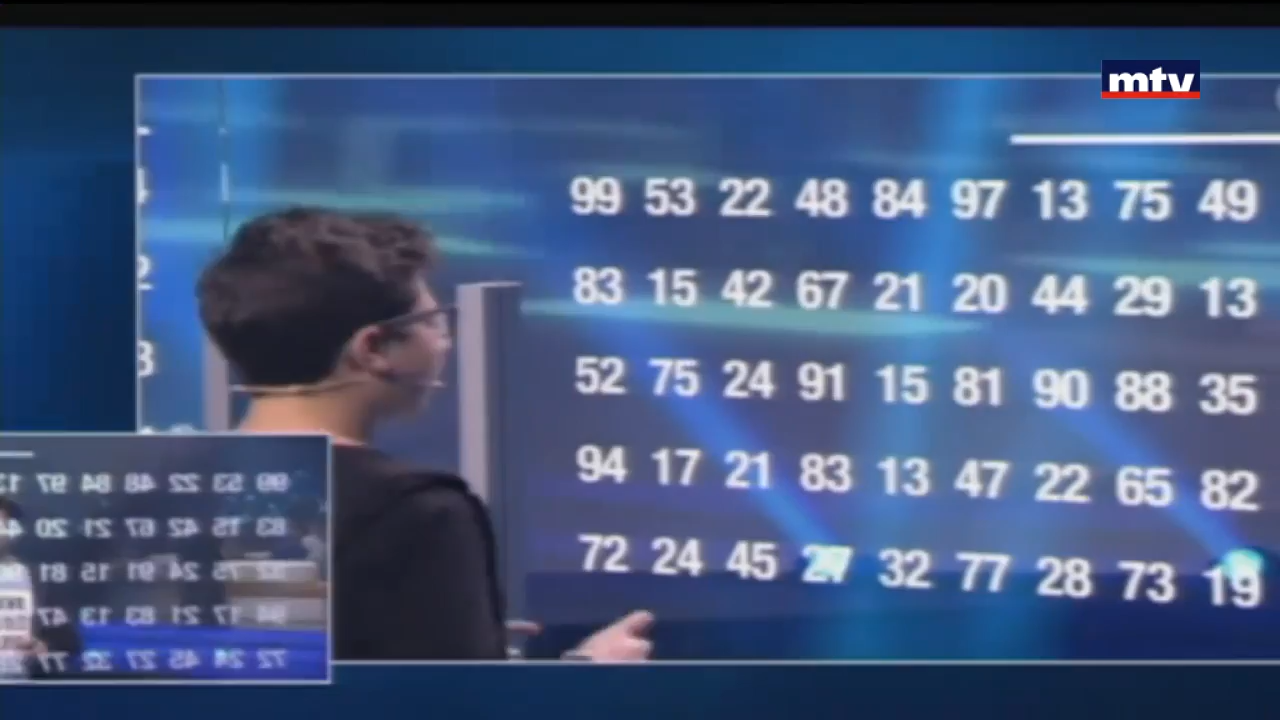 mtv
99 53 22 48 84 97 13 75 49
83 15 42 67 21 20 44 29 13
52 75 24 91 15 81 90 88 35
94 17 21 83 13 47 22 65 82
72 24 45 27 32 77 28 73 19